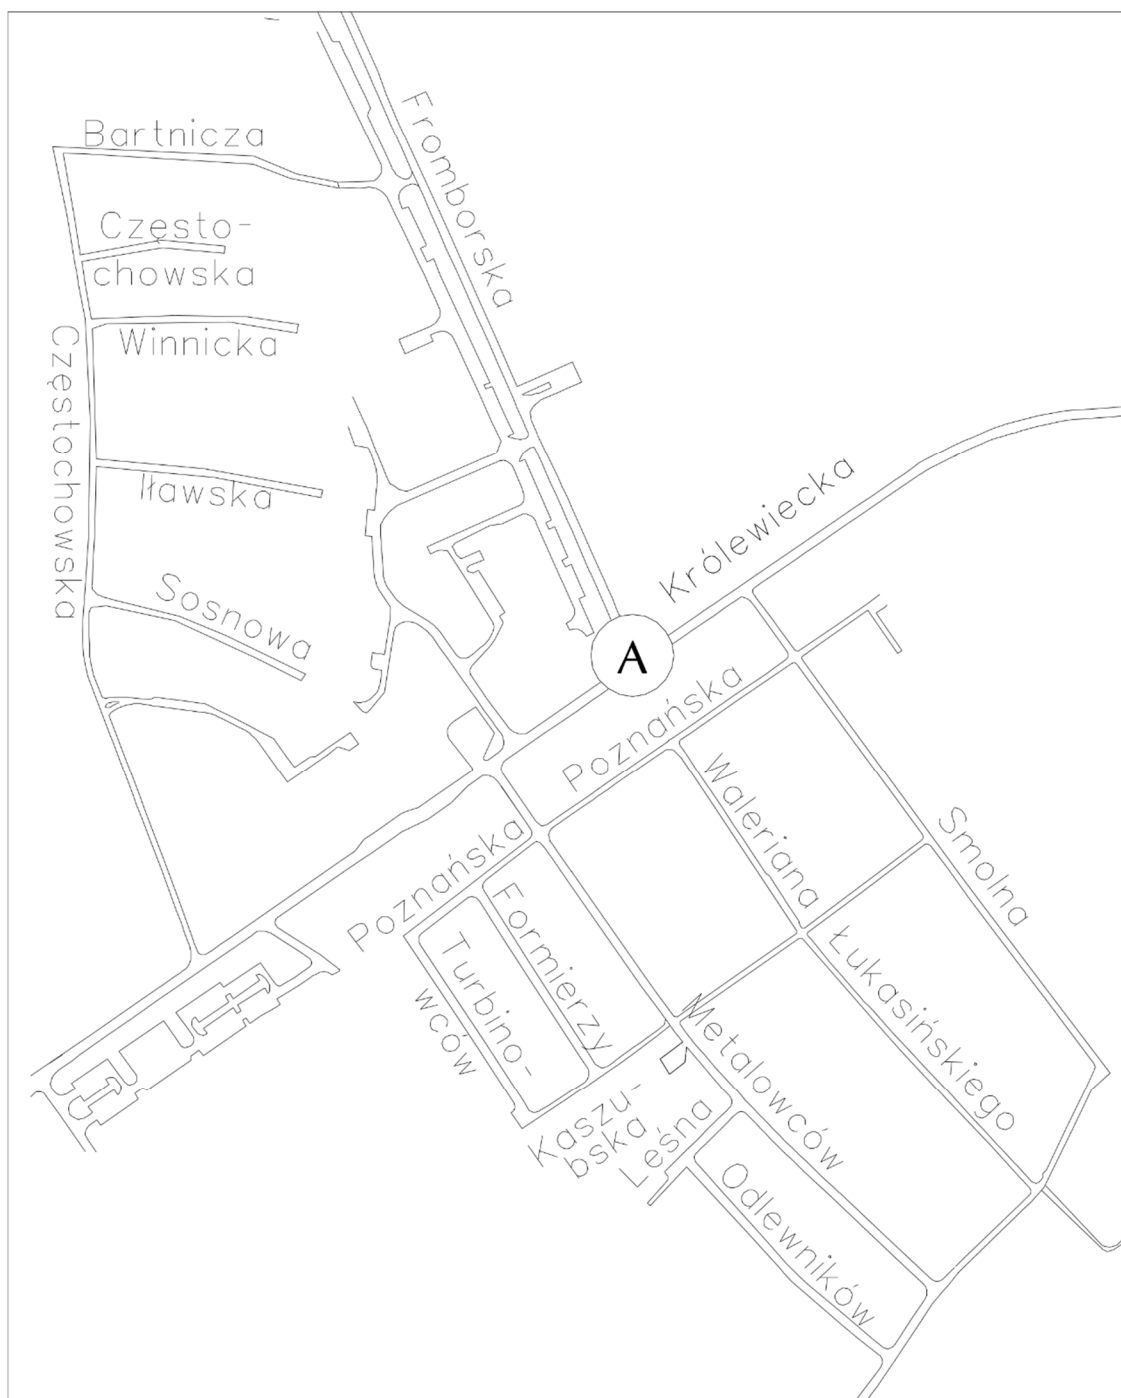 Fromborska
Bartnicza
Często-
chowska
Winnicka
Częstochowska
Iławska
Królewiecka
Sosnowa
A
Poznańska
Waleriana
Smolna
Poznańska
Formierzy
Turbino-
wców
Łukasińskiego
Metalowców
Kaszu-
bska
Leśna
Odlewników